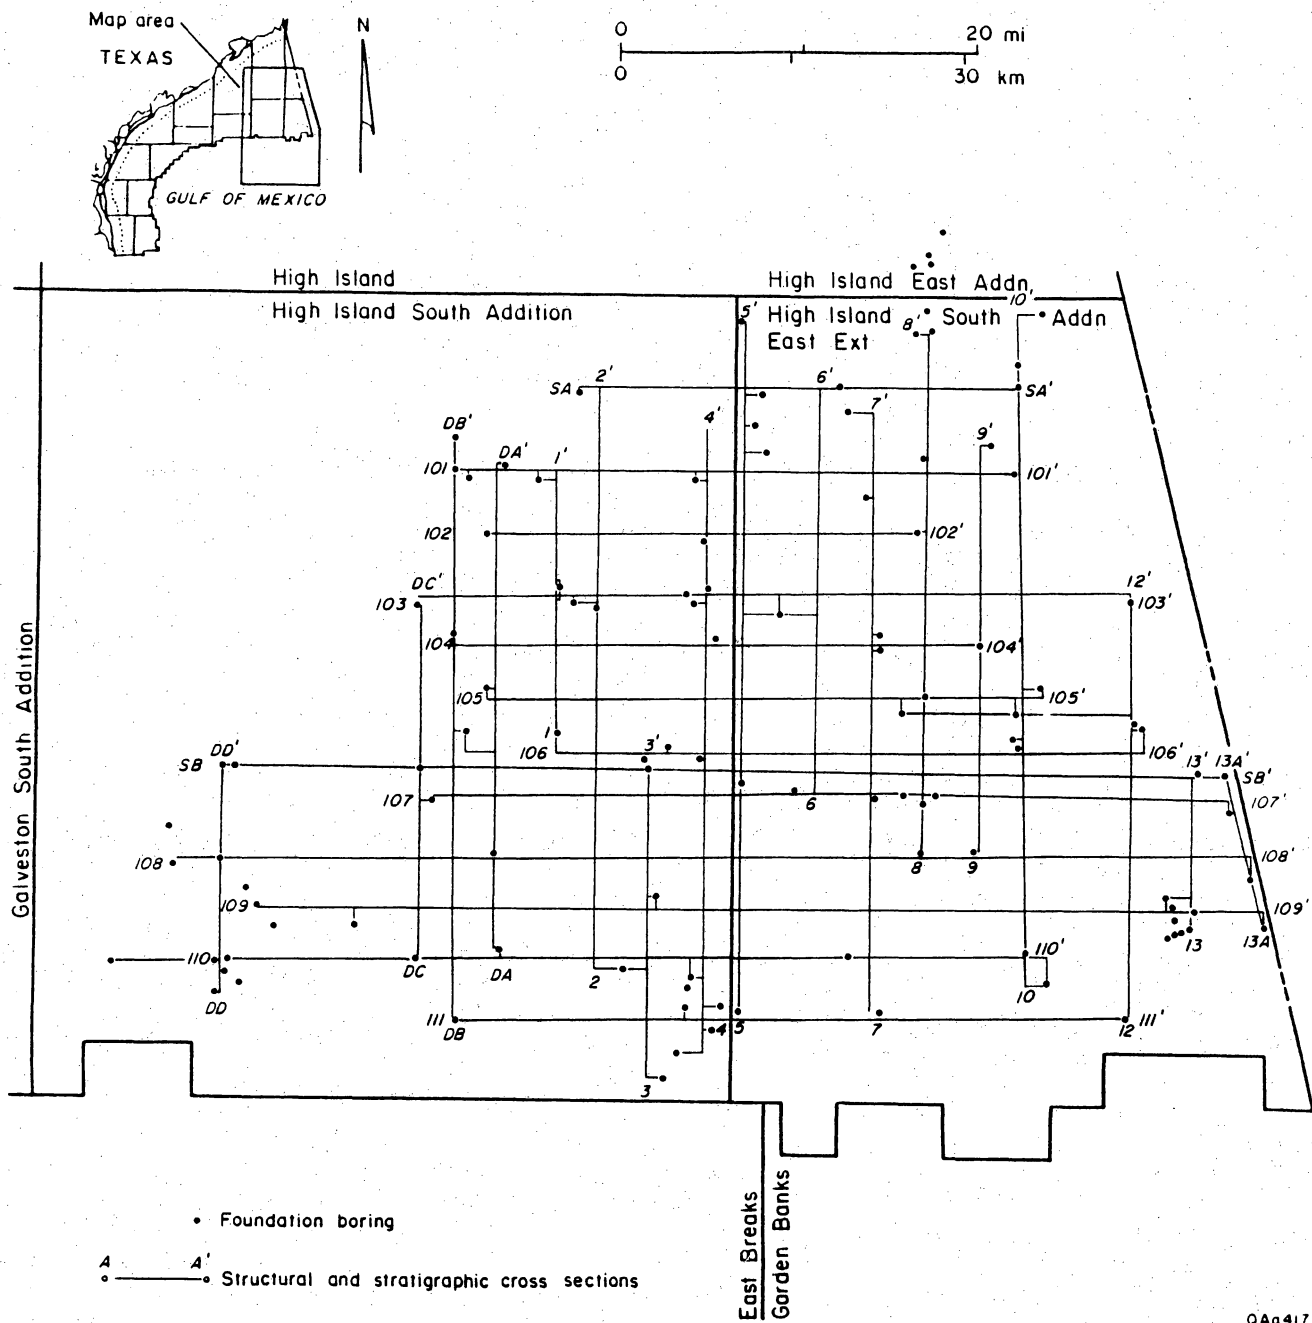 Map area
TEXAS
N
GULF OF MEXICO
0 20 mi
0 30 km
High Island
High Island East Addn.
High Island South Addition
High Island South Addn
East Ext
10'
5'
8'
SA 2' 6' SA'
7'
4'
DB' 9'
101 DA' 1' 101'
102 102'
DC' 12'
103 103'
104 104'
105 105'
1
106 3' 106'
SB DD' 13' 13A' SB'
107 6 107'
108 8 9 108'
109 109'
13 13A
110 DC DA 110'
2 10
DD
111 DB 4 5 7 12 111'
3
Galveston South Addition
East Breaks
Garden Banks
Foundation boring
A A'
Structural and stratigraphic cross sections
QAa417